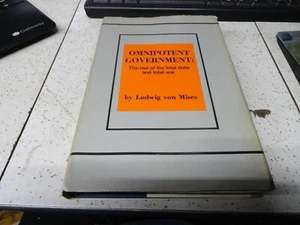 OMNIPOTENT
GOVERNMENT:
The rise of the total state
and total war
by Ludwig von Mises